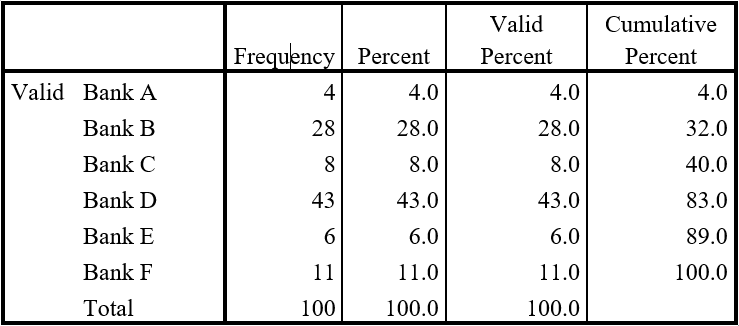 Frequency Percent Valid Percent Cumulative Percent
Valid Bank A 4 4.0 4.0 4.0
Bank B 28 28.0 28.0 32.0
Bank C 8 8.0 8.0 40.0
Bank D 43 43.0 43.0 83.0
Bank E 6 6.0 6.0 89.0
Bank F 11 11.0 11.0 100.0
Total 100 100.0 100.0